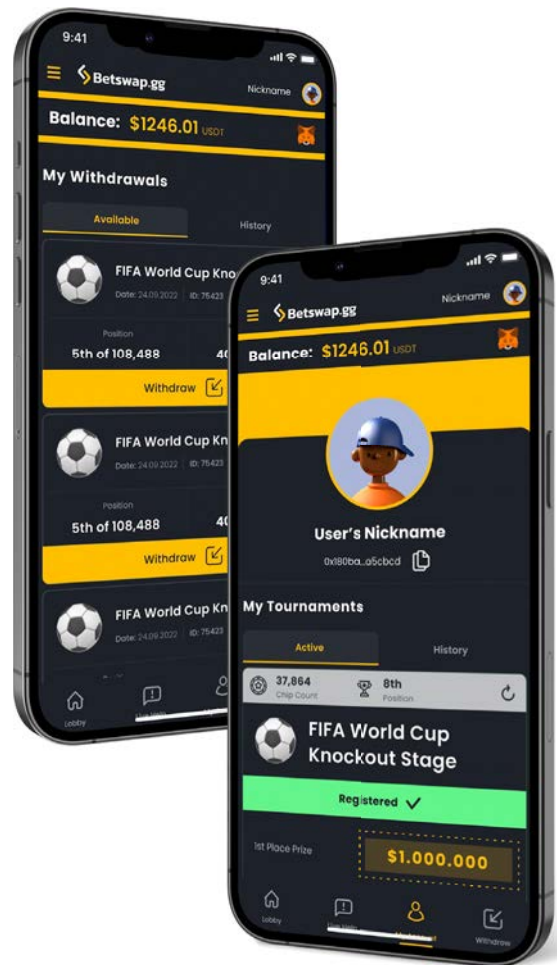 9:41
Betswap.gg
Nickname
Balance: $1246.01 USDT
My Withdrawals
Available
History
FIFA World Cup Kno
Date: 24.09.2022 ID: 75423
Position
5th of 108,488 40
Withdraw
FIFA World Cup Kn
Date: 24.09.2022 ID: 75423
Position
5th of 108,488 40
Withdraw
FIFA World Cup Kn
Date: 24.09.2022 ID: 75423
Lobby
9:41
Betswap.gg
Nickname
Balance: $1246.01 USDT
User's Nickname
0x180ba...a5cbcd
My Tournaments
Active
History
37,864
Chip Count
8th
Position
FIFA World Cup
Knockout Stage
Registered
1st Place Prize
$1.000.000
Lobby
Withdraw